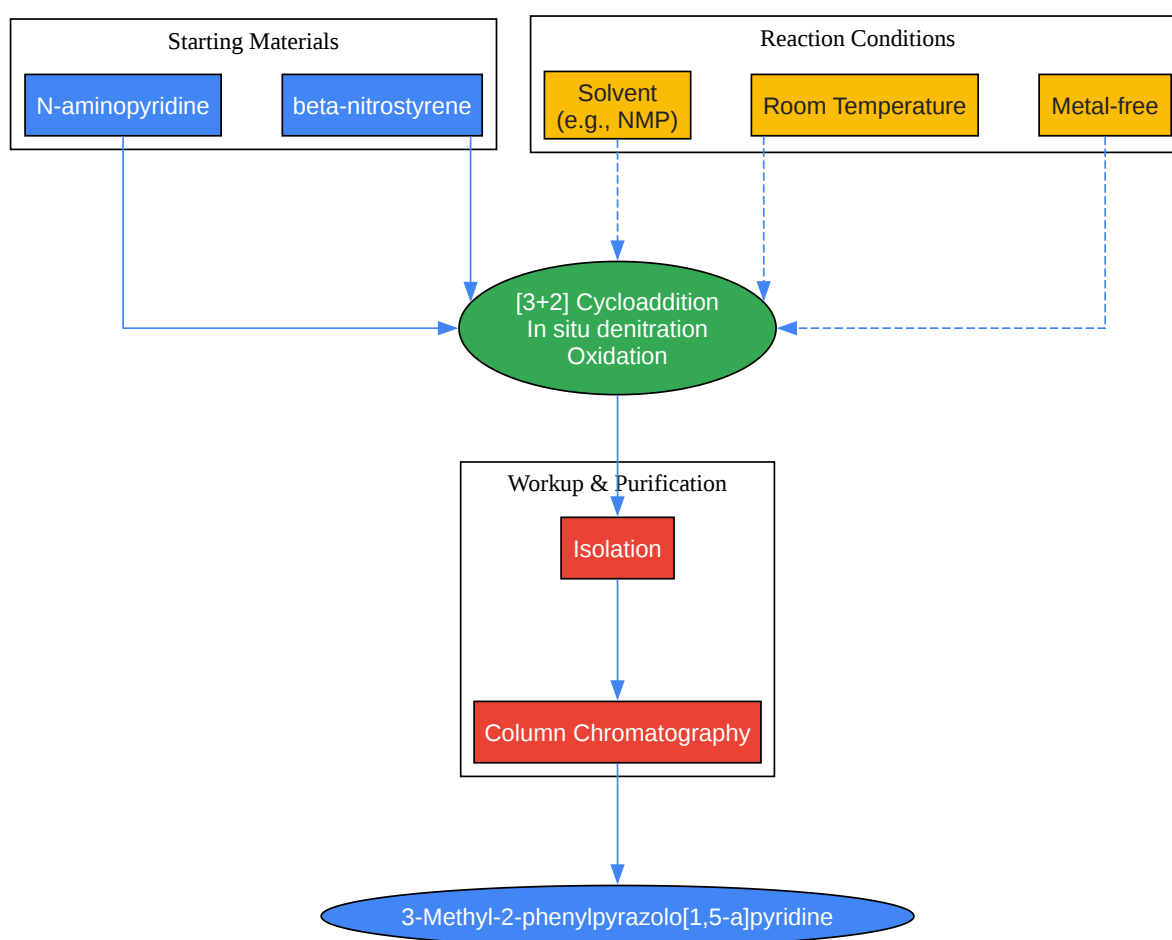 Starting Materials
N-aminopyridine
beta-nitrostyrene
Reaction Conditions
Solvent
(e.g., NMP)
Room Temperature
Metal-free
[3+2] Cycloaddition
In situ denitration
Oxidation
Workup & Purification
Isolation
Column Chromatography
3-Methyl-2-phenylpyrazolo[1,5-a]pyridine